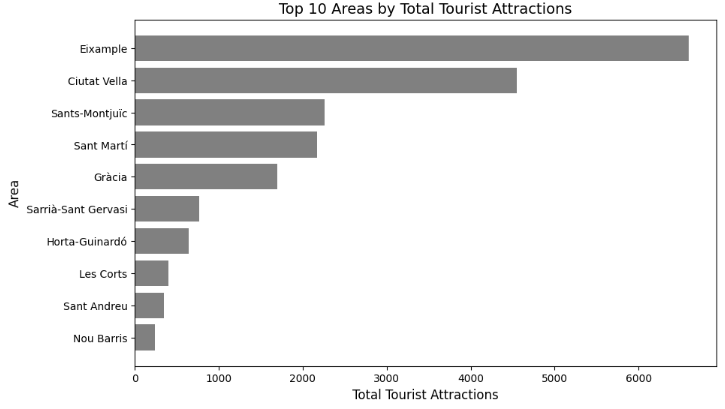 Top 10 Areas by Total Tourist Attractions
Area
Eixample
Ciutat Vella
Sants-Montjuïc
Sant Martí
Gràcia
Sarrià-Sant Gervasi
Horta-Guinardó
Les Corts
Sant Andreu
Nou Barris
0 1000 2000 3000 4000 5000 6000
Total Tourist Attractions